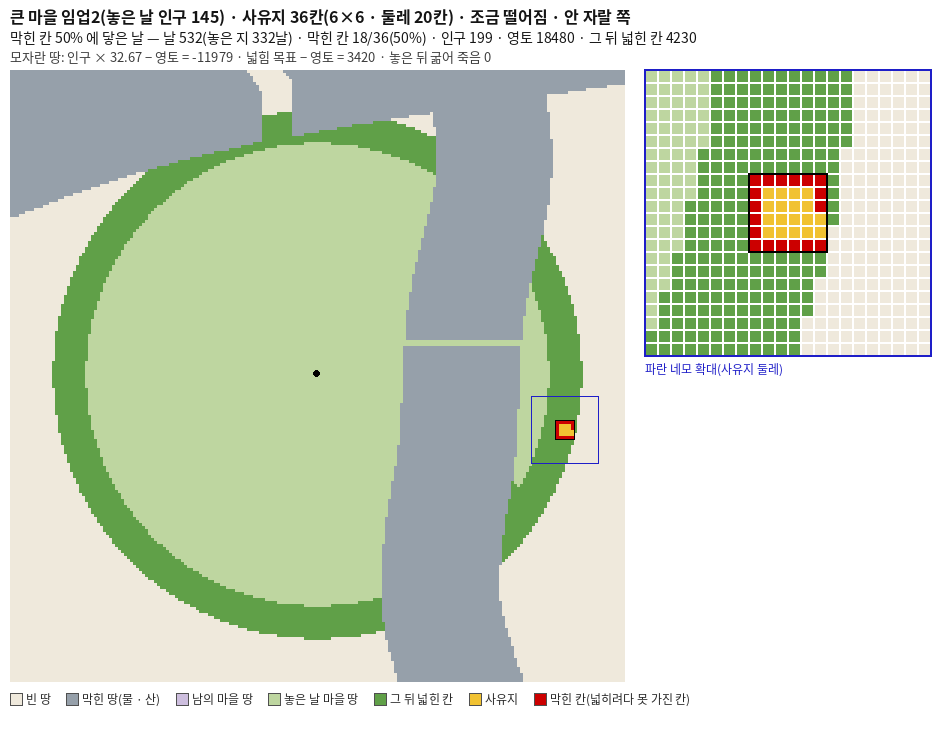 큰 마을 임업2(놓은 날 인구 145) · 사유지 36칸(6×6 · 둘레 20칸) · 조금 떨어짐 · 안 자랄 쪽
막힌 칸 50% 에 닿은 날 — 날 532(놓은 지 332날) · 막힌 칸 18/36(50%) · 인구 199 · 영토 18480 · 그 뒤 넓힌 칸 4230
모자란 땅: 인구 × 32.67 − 영토 = -11979 · 넓힘 목표 − 영토 = 3420 · 놓은 뒤 굶어 죽음 0
파란 네모 확대(사유지 둘레)
빈 땅 막힌 땅(물 · 산) 남의 마을 땅 놓은 날 마을 땅 그 뒤 넓힌 칸 사유지 막힌 칸(넓히려다 못 가진 칸)